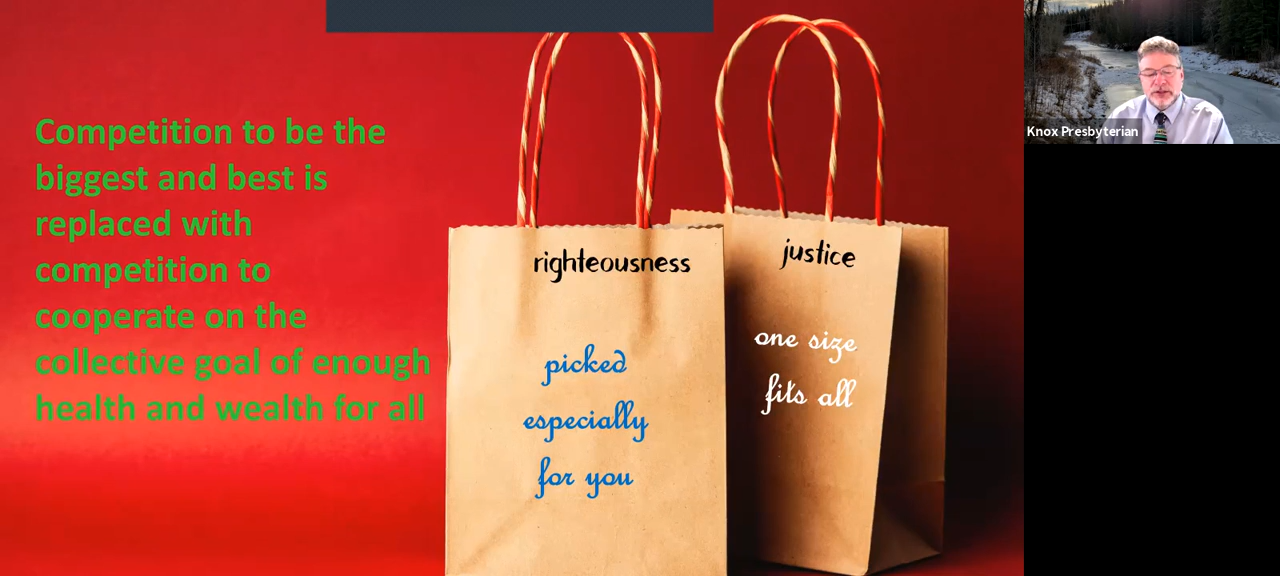 Competition to be the
biggest and best is
replaced with
competition to
cooperate on the
collective goal of enough
health and wealth for all
righteousness
picked
especially
for you
justice
one size
fits all
Knox Presbyterian